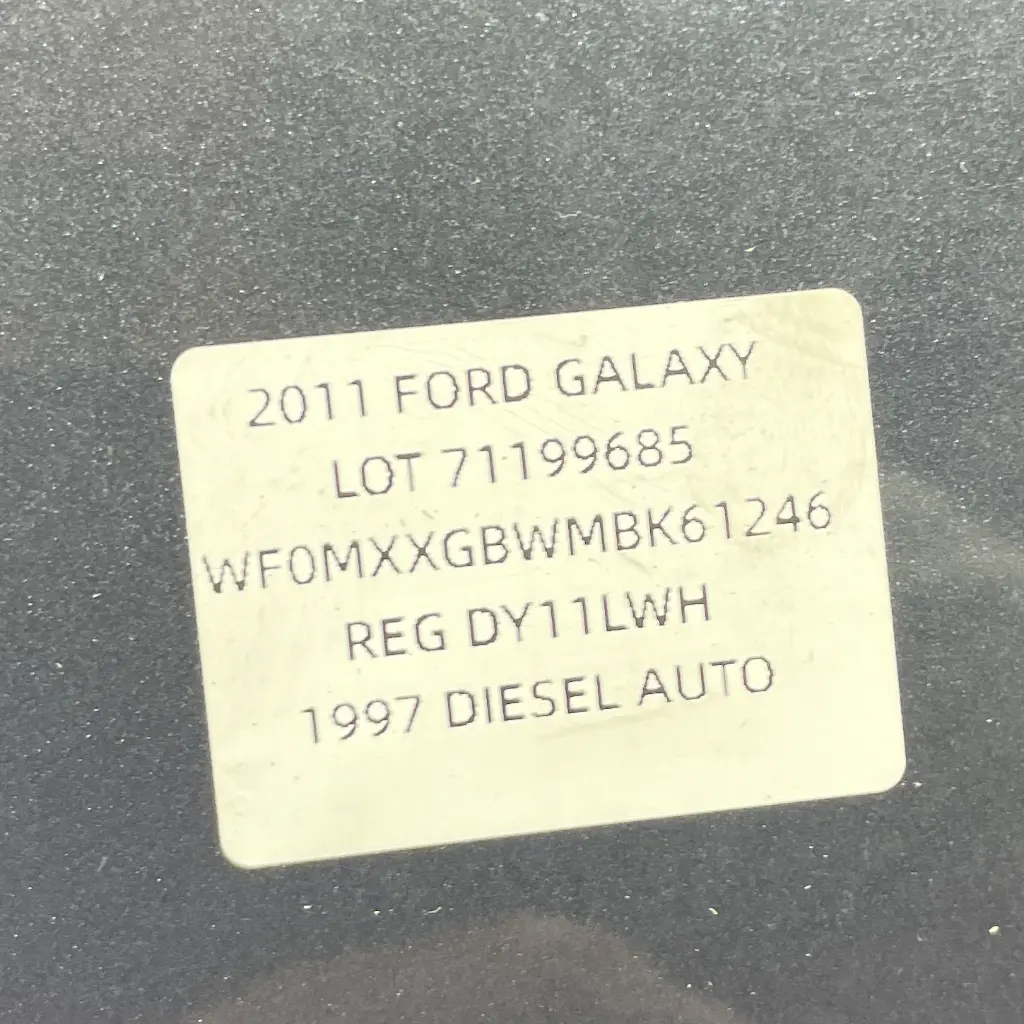 2011 FORD GALAXY
LOT 71199685
WF0MXXGBWMBK61246
REG DY11LWH
1997 DIESEL AUTO